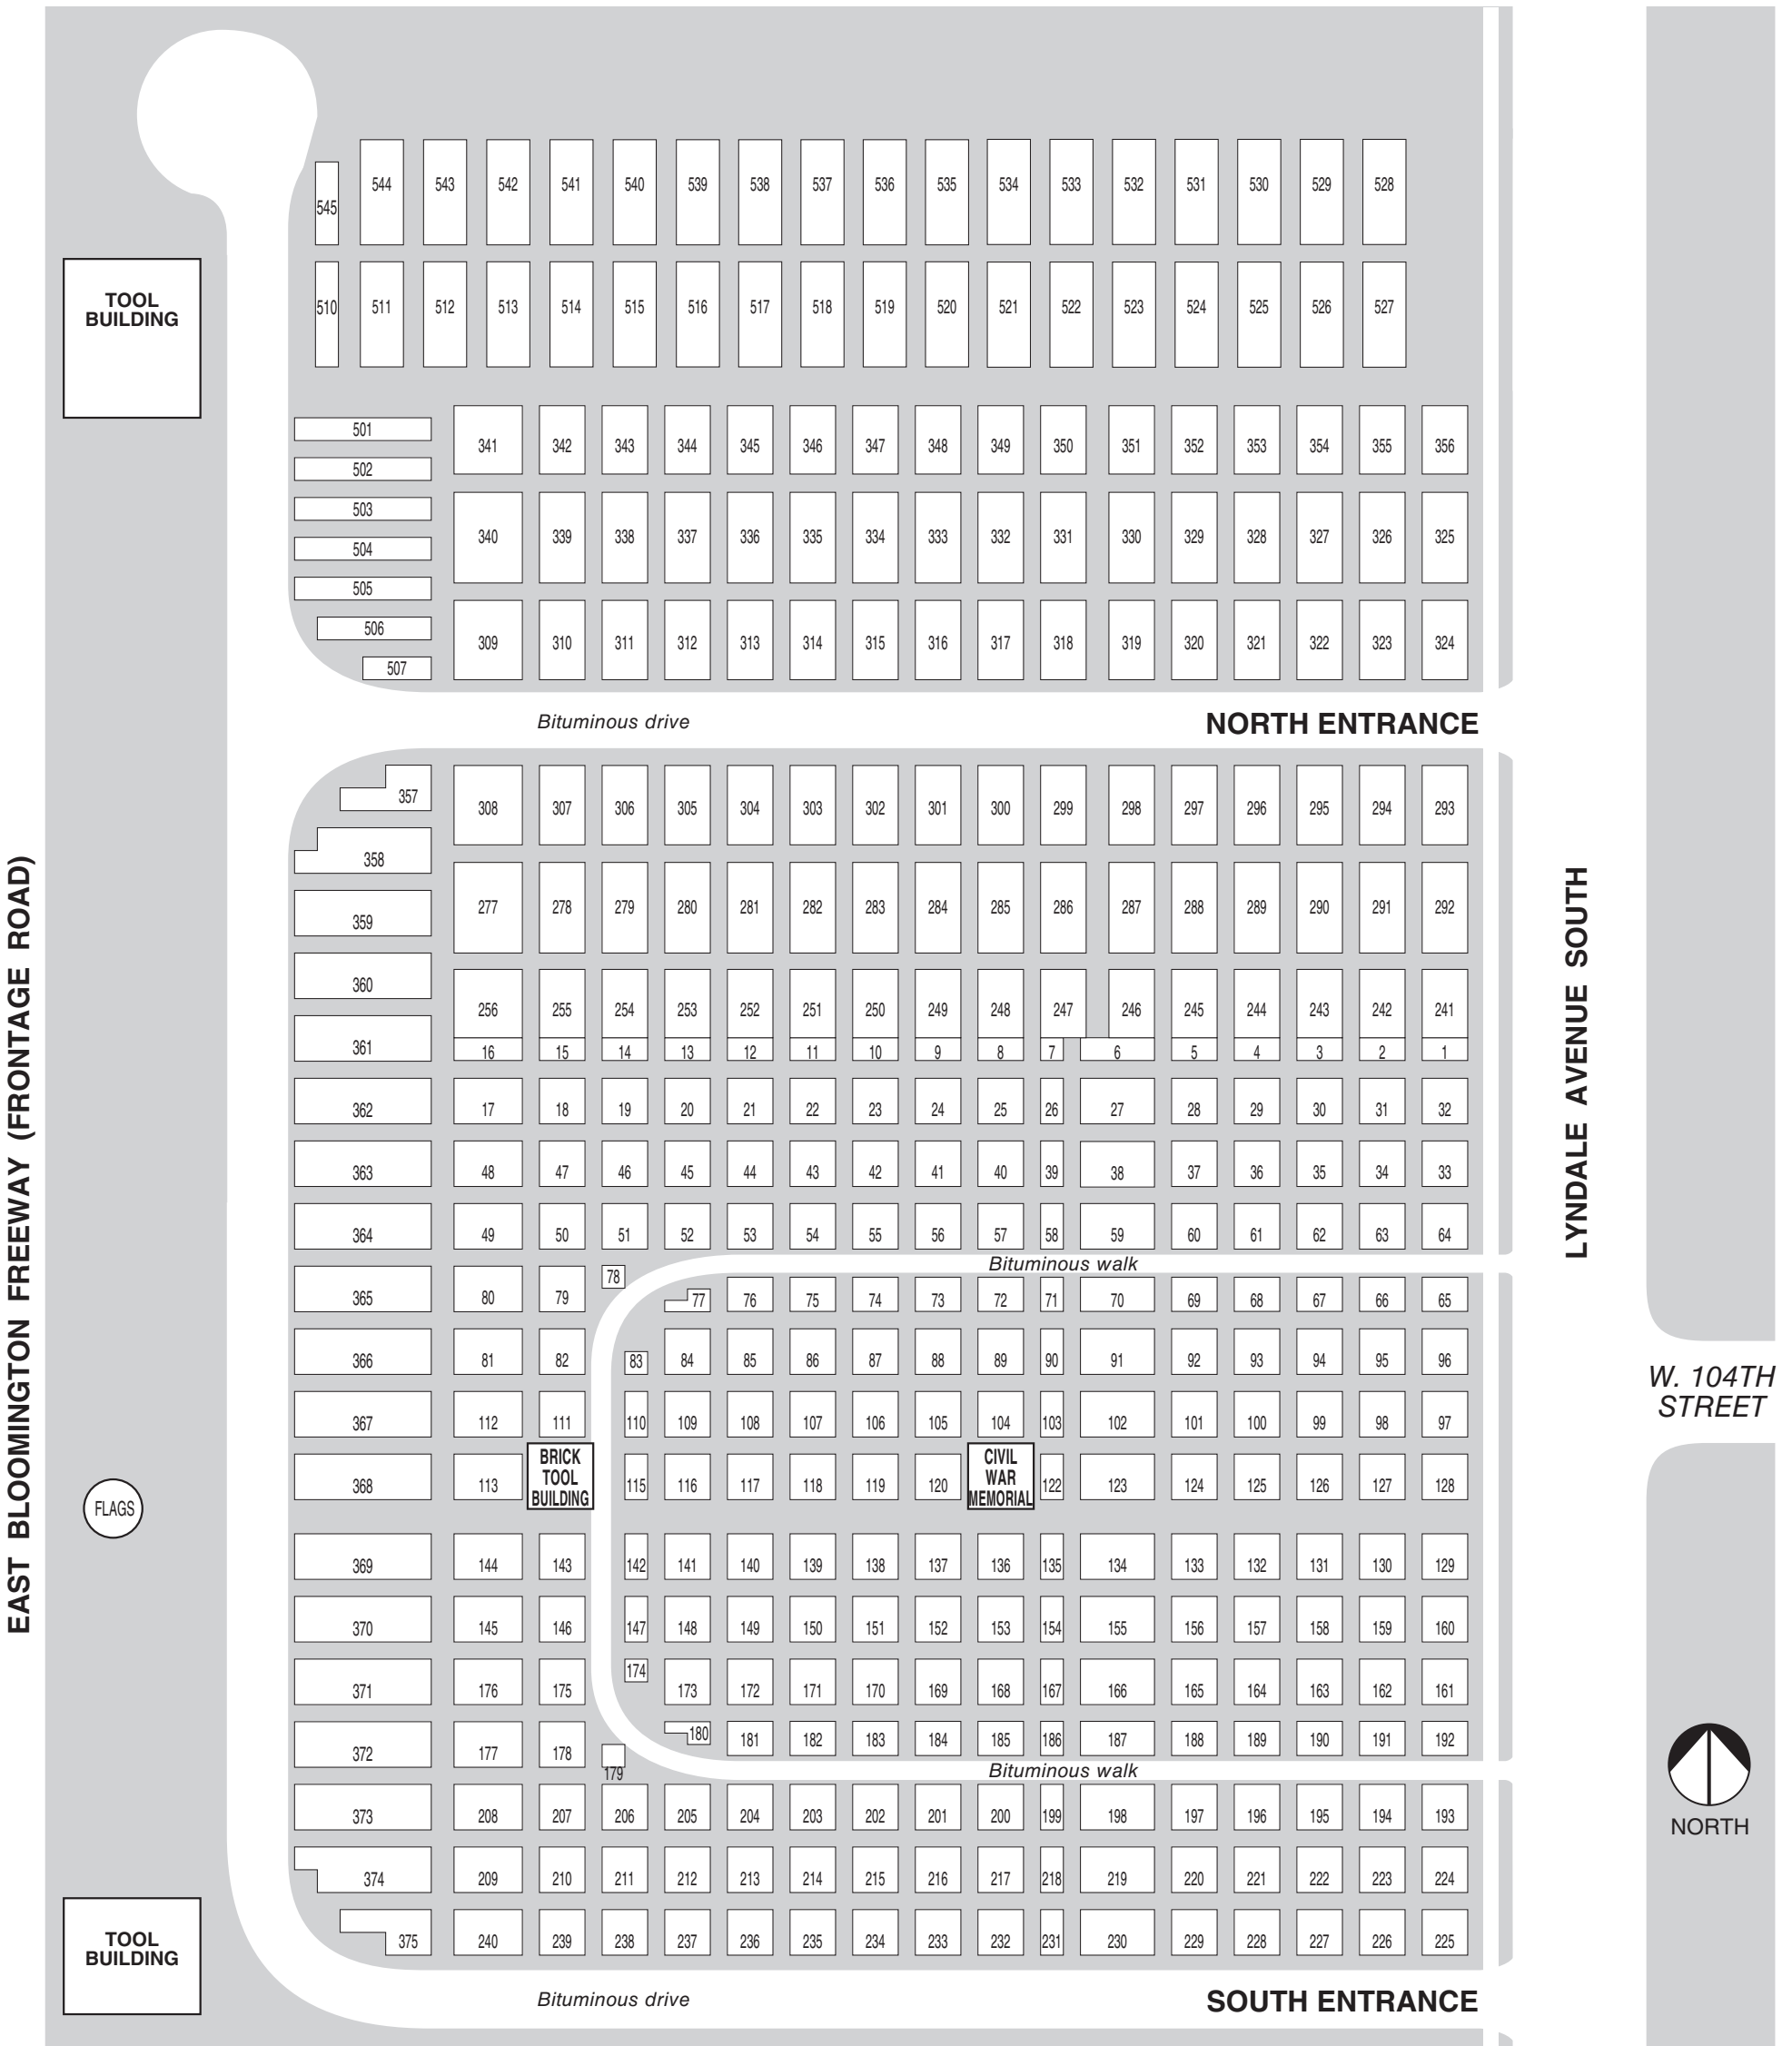 544 543 542 541 540 539 538 537 536 535 534 533 532 531 530 529 528
545
TOOL
BUILDING
510 511 512 513 514 515 516 517 518 519 520 521 522 523 524 525 526 527
501
341 342 343 344 345 346 347 348 349 350 351 352 353 354 355 356
502
503
340 339 338 337 336 335 334 333 332 331 330 329 328 327 326 325
504
505
506
309 310 311 312 313 314 315 316 317 318 319 320 321 322 323 324
507
Bituminous drive
NORTH ENTRANCE
357
308 307 306 305 304 303 302 301 300 299 298 297 296 295 294 293
358
359
277 278 279 280 281 282 283 284 285 286 287 288 289 290 291 292
360
256 255 254 253 252 251 250 249 248 247 246 245 244 243 242 241
361
16 15 14 13 12 11 10 9 8 7 6 5 4 3 2 1
362 17 18 19 20 21 22 23 24 25 26 27 28 29 30 31 32
363 48 47 46 45 44 43 42 41 40 39 38 37 36 35 34 33
364 49 50 51 52 53 54 55 56 57 58 59 60 61 62 63 64
Bituminous walk
365 80 79 78 77 76 75 74 73 72 71 70 69 68 67 66 65
366 81 82 83 84 85 86 87 88 89 90 91 92 93 94 95 96
367 112 111 110 109 108 107 106 105 104 103 102 101 100 99 98 97
BRICK
TOOL
BUILDING
CIVIL
WAR
MEMORIAL
368 113 115 116 117 118 119 120 122 123 124 125 126 127 128
FLAGS
369 144 143 142 141 140 139 138 137 136 135 134 133 132 131 130 129
370 145 146 147 148 149 150 151 152 153 154 155 156 157 158 159 160
371 176 175 174 173 172 171 170 169 168 167 166 165 164 163 162 161
372 177 178 179 180 181 182 183 184 185 186 187 188 189 190 191 192
Bituminous walk
373 208 207 206 205 204 203 202 201 200 199 198 197 196 195 194 193
374 209 210 211 212 213 214 215 216 217 218 219 220 221 222 223 224
375 240 239 238 237 236 235 234 233 232 231 230 229 228 227 226 225
TOOL
BUILDING
Bituminous drive
SOUTH ENTRANCE
EAST BLOOMINGTON FREEWAY (FRONTAGE ROAD)
LYNDALE AVENUE SOUTH
W. 104TH
STREET
NORTH